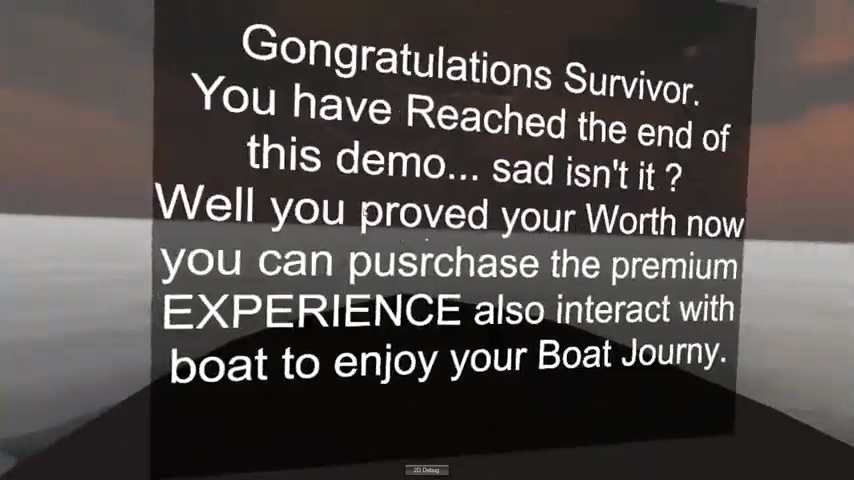 Gongratulations Survivor.
You have Reached the end of
this demo... sad isn't it ?
Well you proved your Worth now
you can pusrchase the premium
EXPERIENCE also interact with
boat to enjoy your Boat Journy.
2D Debug